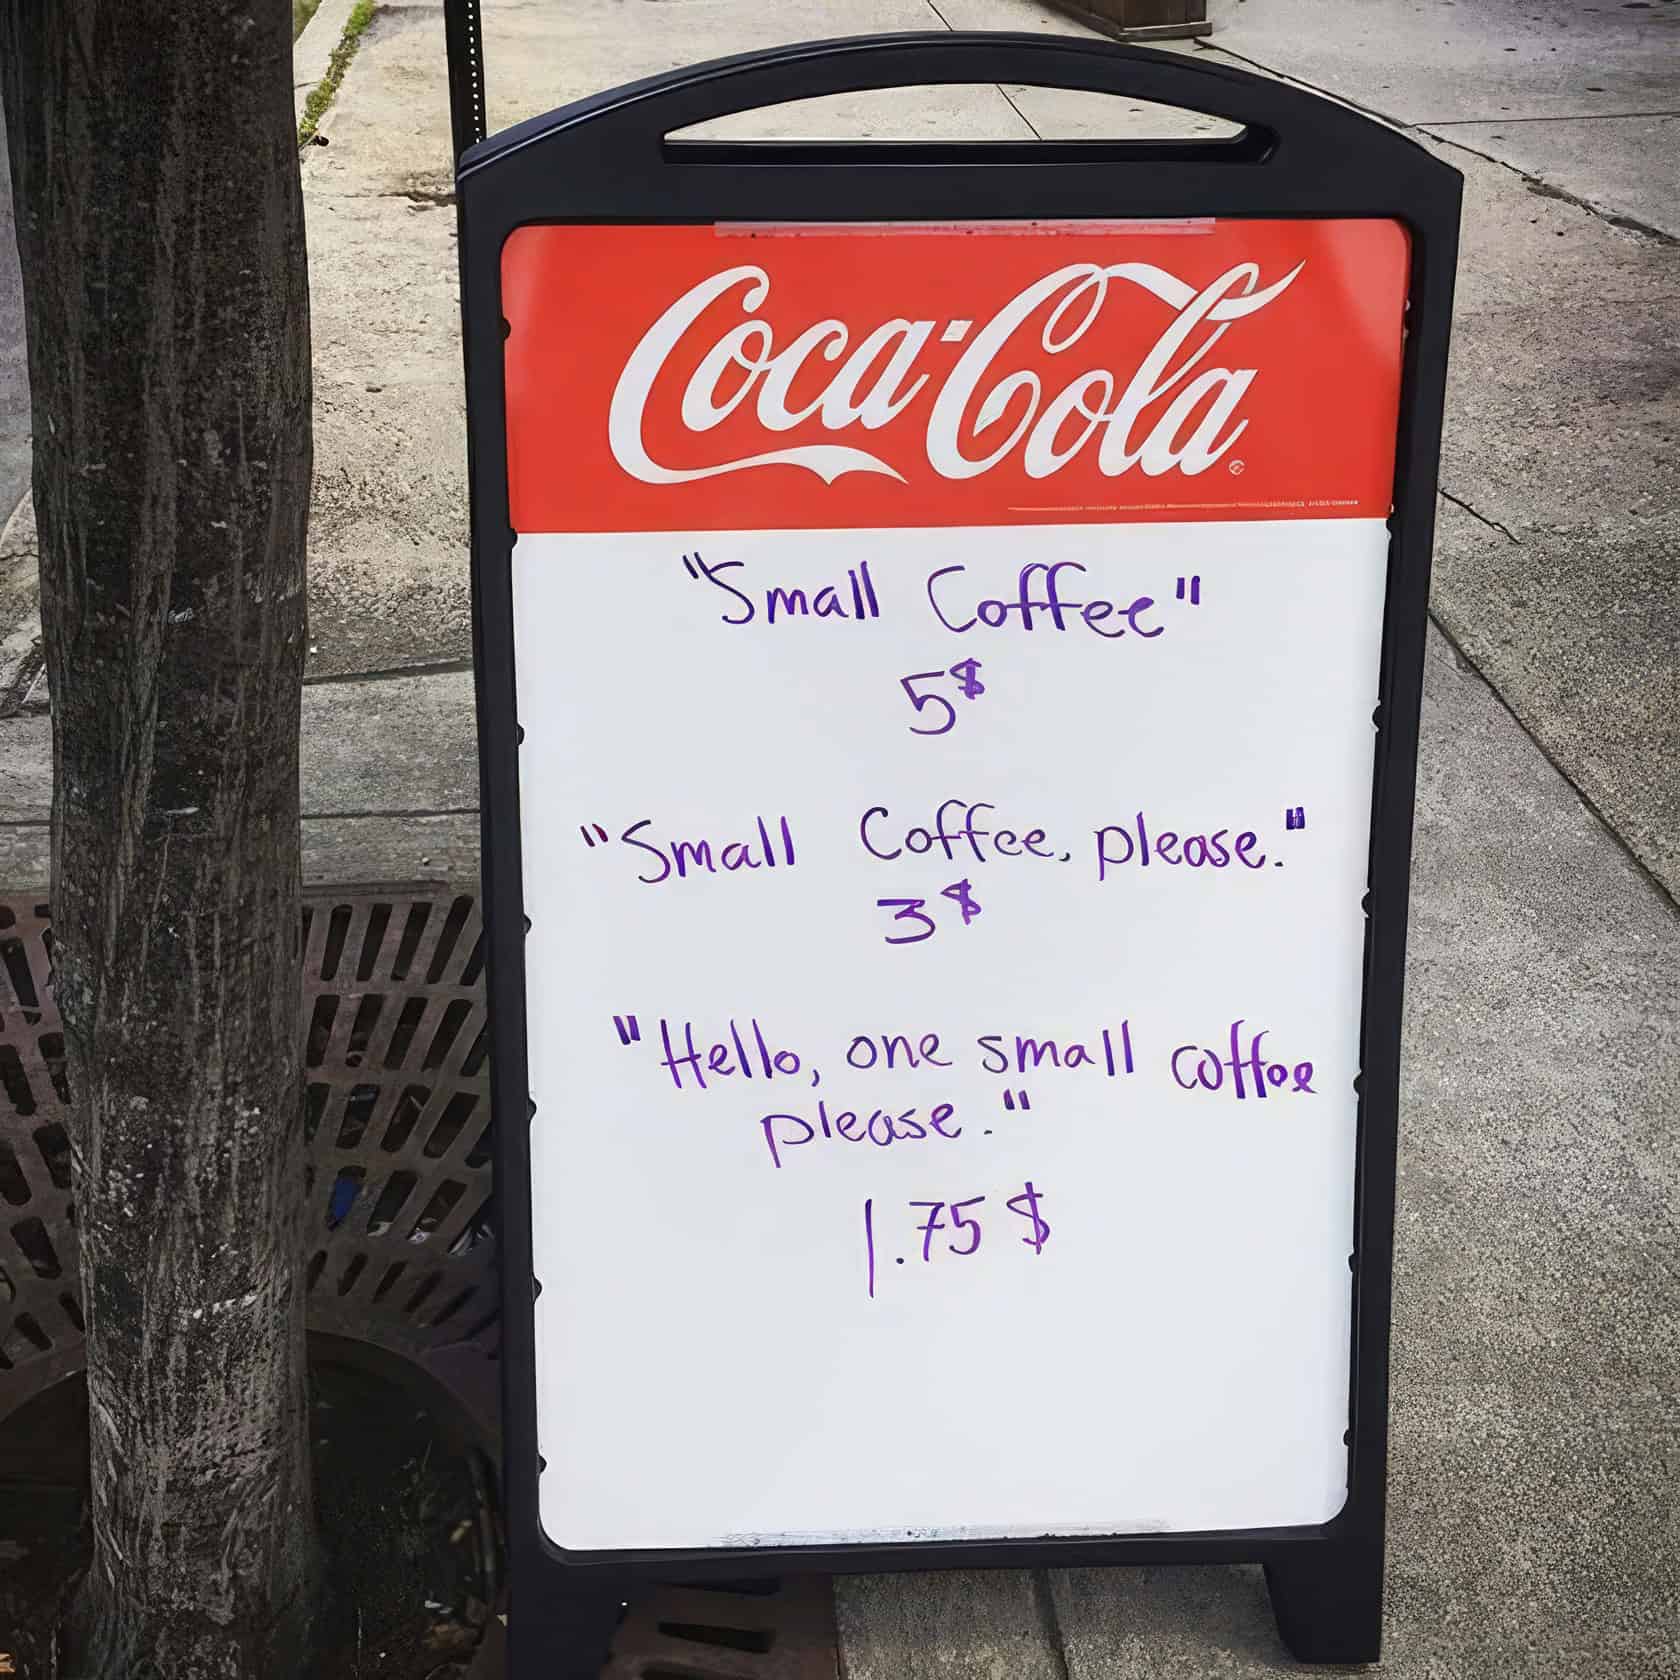 Coca-Cola
"Small Coffee"
5$
"Small Coffee, please."
3$
"Hello, one small coffee
please."
1.75 $